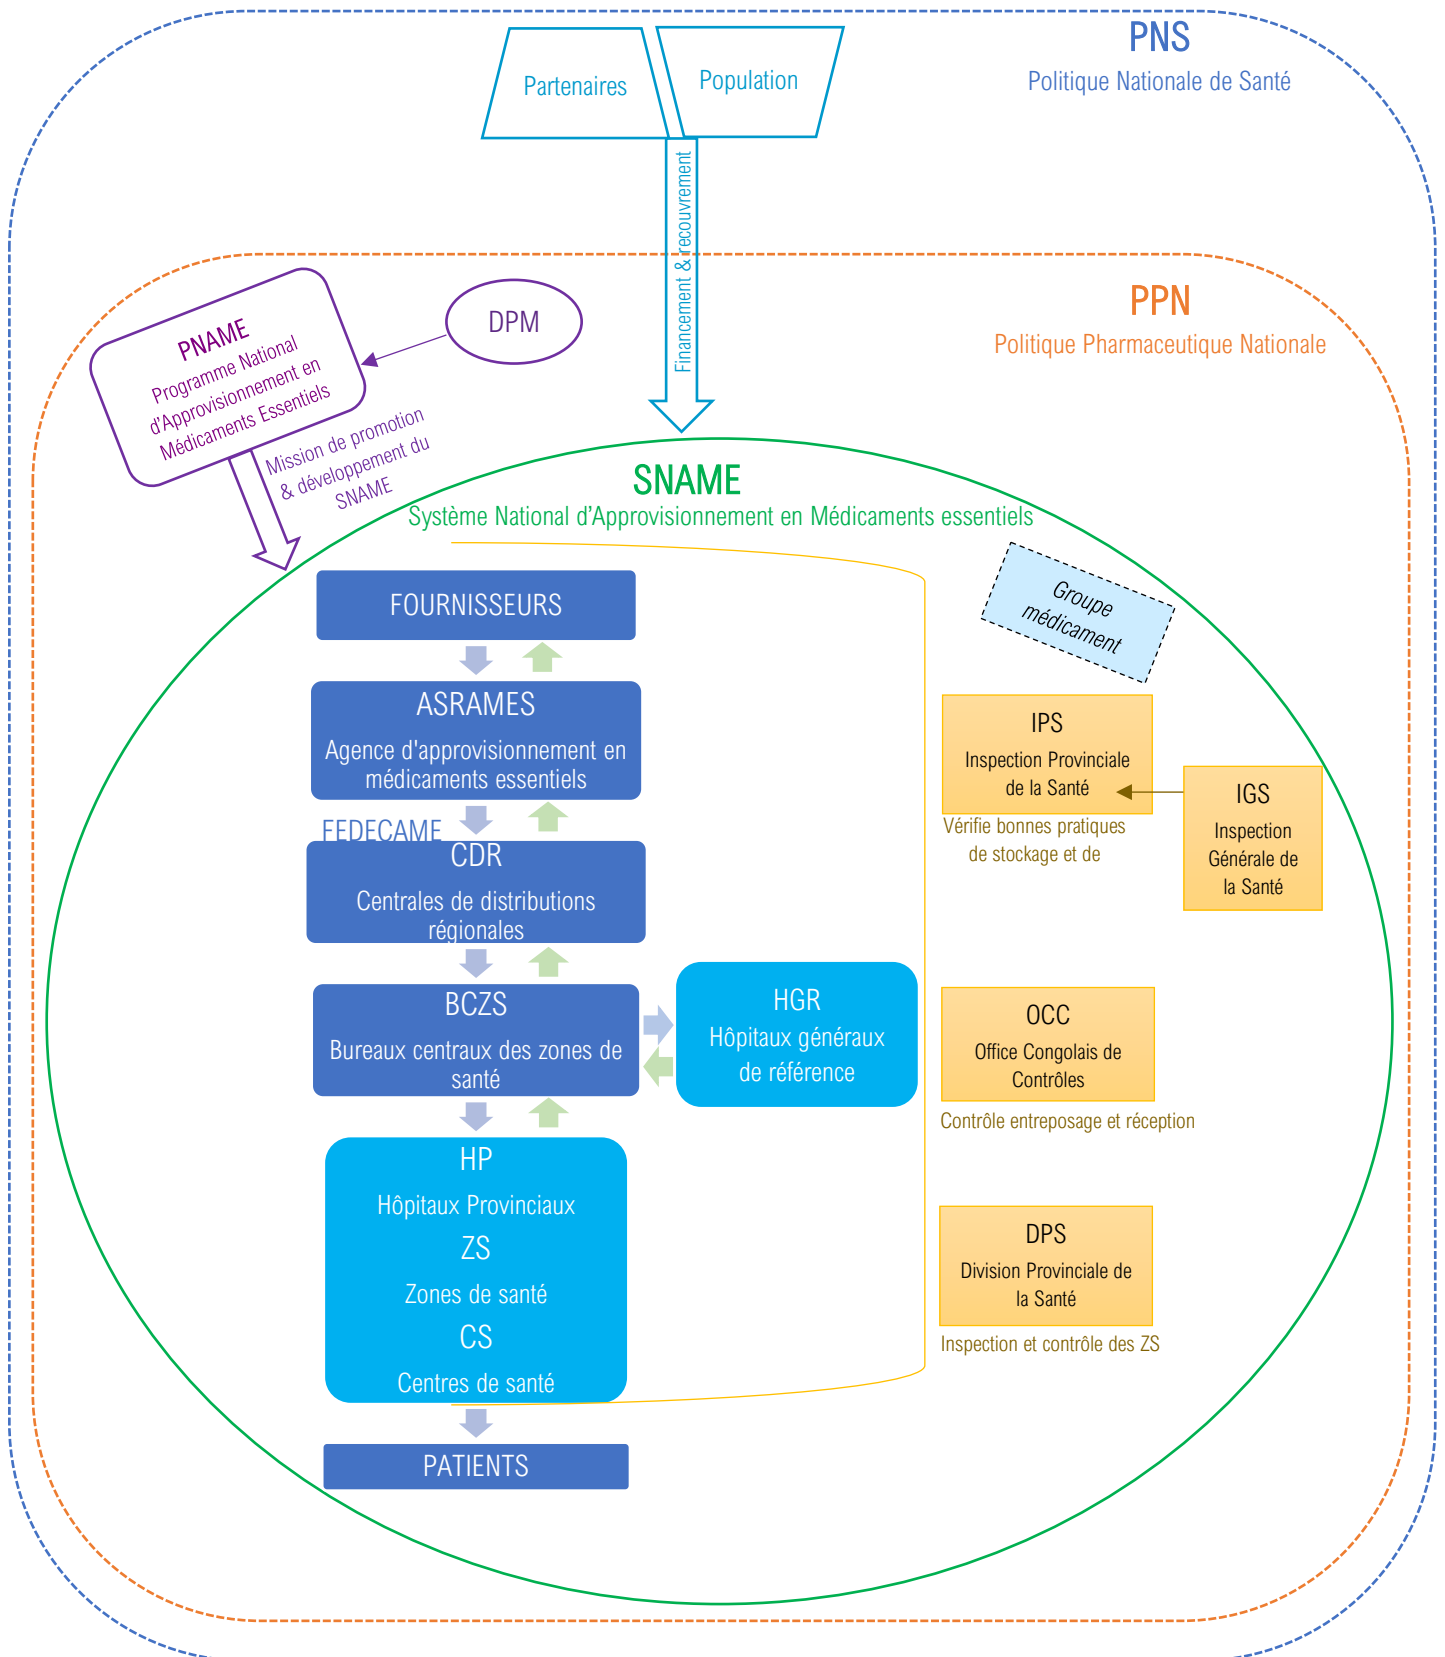 PNS
Politique Nationale de Santé
Partenaires
Population
Financement & recouvrement
PPN
Politique Pharmaceutique Nationale
PNAME
Programme National
d'Approvisionnement en
Médicaments Essentiels
DPM
Mission de promotion
& développement du
SNAME
SNAME
Système National d'Approvisionnement en Médicaments essentiels
FOURNISSEURS
ASRAMES
Agence d'approvisionnement en
médicaments essentiels
FEDECAME
CDR
Centrales de distributions
régionales
BCZS
Bureaux centraux des zones de
santé
HGR
Hôpitaux généraux
de référence
HP
Hôpitaux Provinciaux
ZS
Zones de santé
CS
Centres de santé
PATIENTS
Groupe
médicament
IPS
Inspection Provinciale
de la Santé
Vérifie bonnes pratiques
de stockage et de
IGS
Inspection
Générale de
la Santé
OCC
Office Congolais de
Contrôles
Contrôle entreposage et réception
DPS
Division Provinciale de
la Santé
Inspection et contrôle des ZS